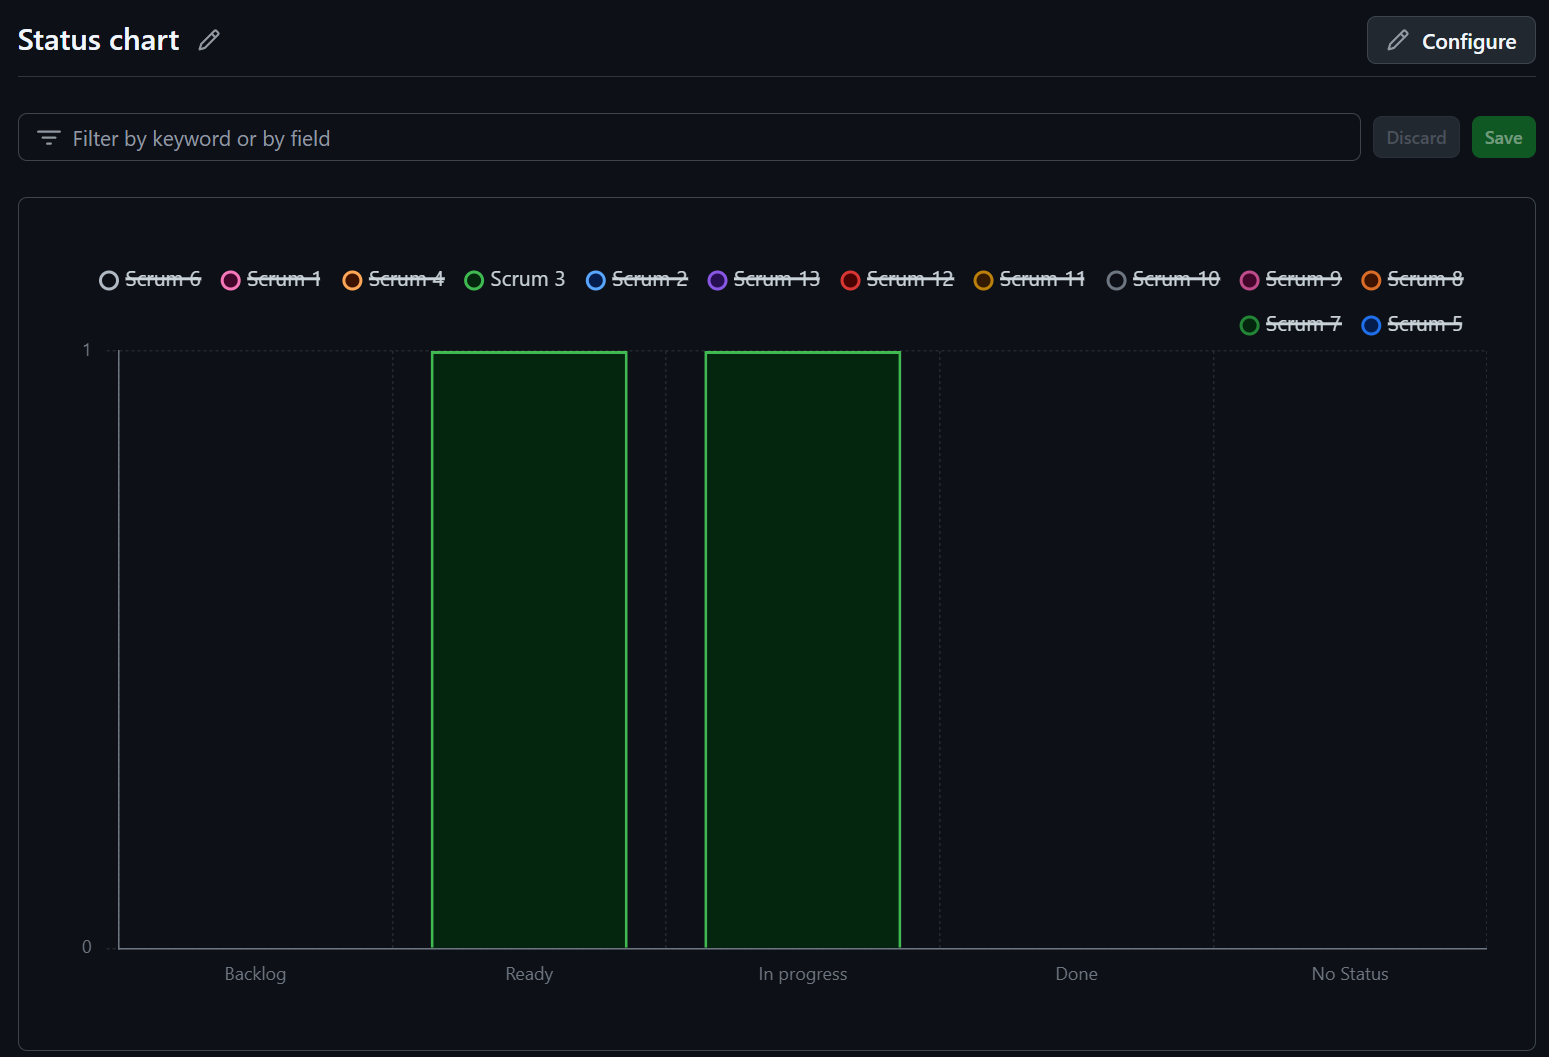 Status chart
Configure
Filter by keyword or by field
Discard
Save
Scrum 6 Scrum 1 Scrum 4 Scrum 3 Scrum 2 Scrum 13 Scrum 12 Scrum 11 Scrum 10 Scrum 9 Scrum 8
Scrum 7 Scrum 5
1
0
Backlog Ready In progress Done No Status